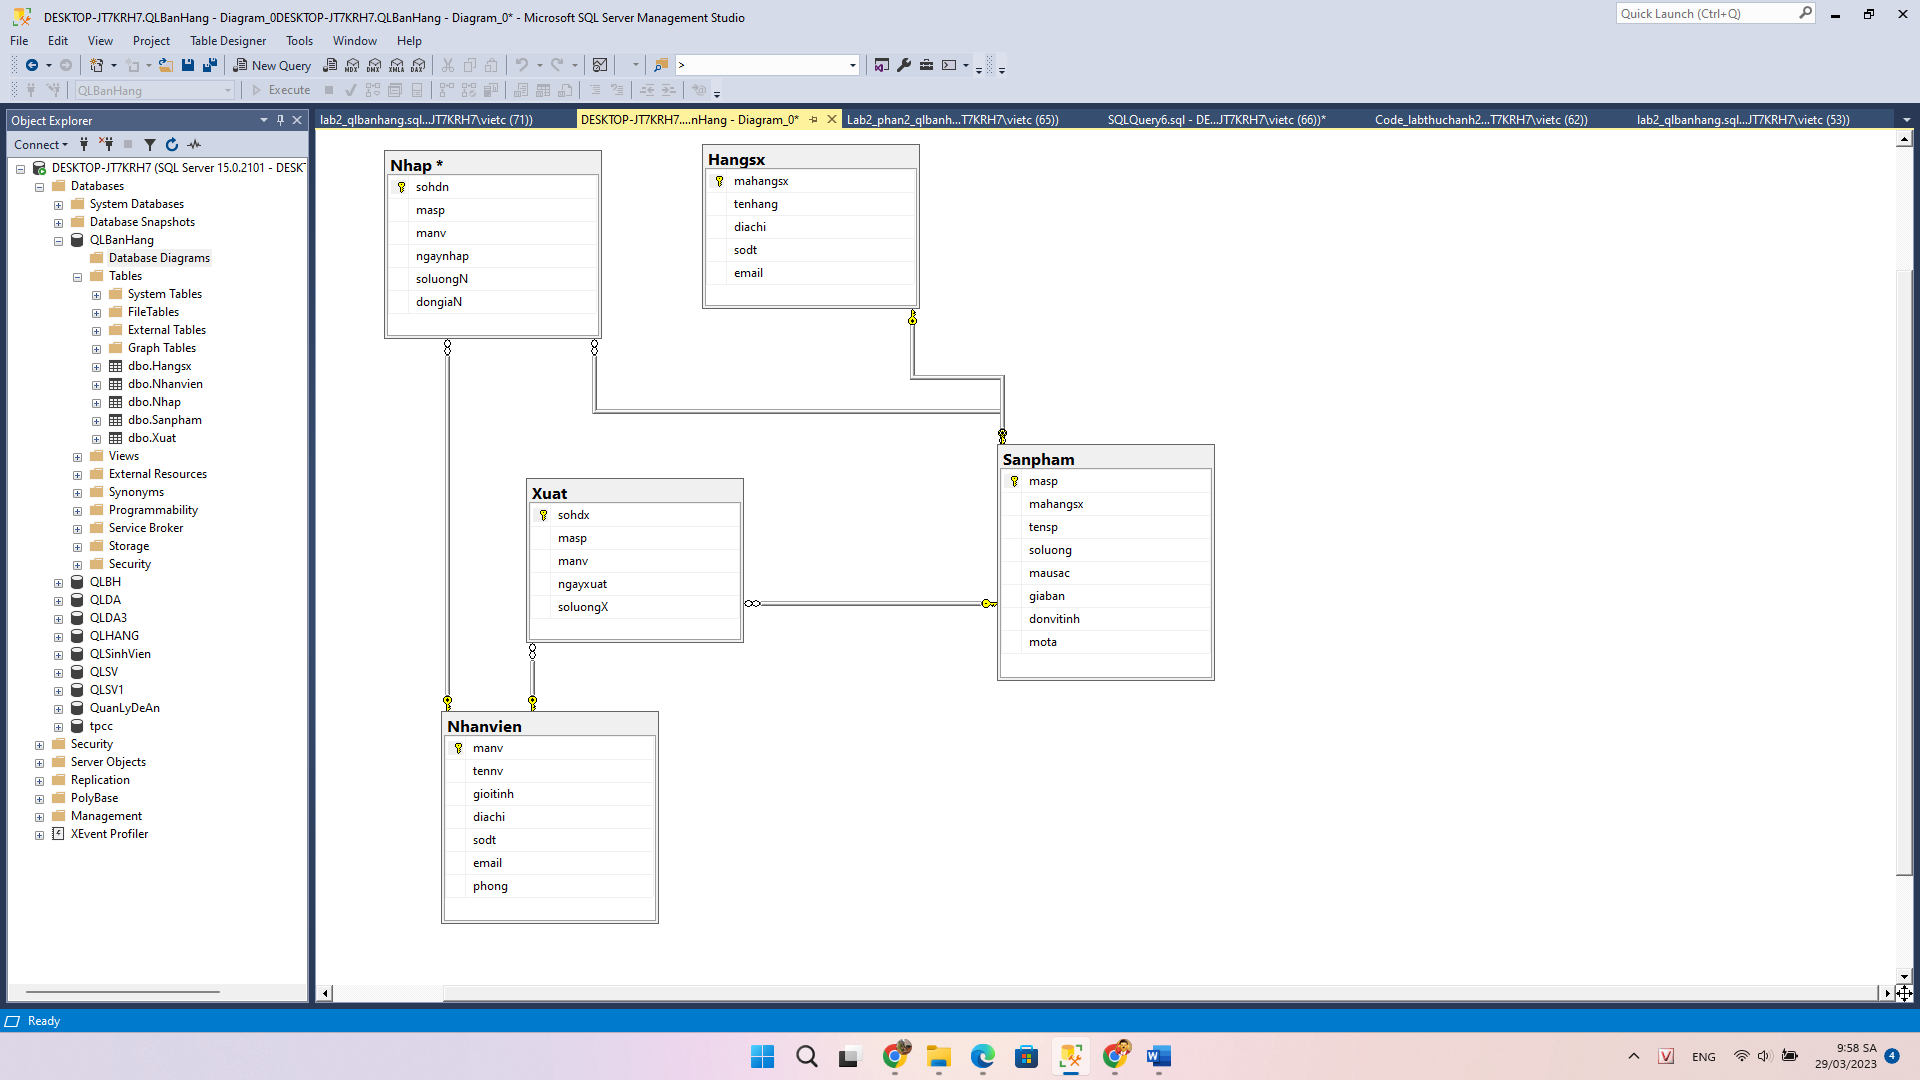 DESKTOP-JT7KRH7.QLBanHang - Diagram_0DESKTOP-JT7KRH7.QLBanHang - Diagram_0* - Microsoft SQL Server Management Studio
Quick Launch (Ctrl+Q)
File Edit View Project Table Designer Tools Window Help
New Query MDX DMX XMLA DAX >
QLBanHang Execute
Object Explorer
lab2_qlbanhang.sql...JT7KRH7\vietc (71))
DESKTOP-JT7KRH7....nHang - Diagram_0*
Lab2_phan2_qlbanh...T7KRH7\vietc (65))
SQLQuery6.sql - DE...JT7KRH7\vietc (66))*
Code_labthuchanh2...T7KRH7\vietc (62))
lab2_qlbanhang.sql...JT7KRH7\vietc (53))
Connect
DESKTOP-JT7KRH7 (SQL Server 15.0.2101 - DESKT
Databases
System Databases
Database Snapshots
QLBanHang
Database Diagrams
Tables
System Tables
FileTables
External Tables
Graph Tables
dbo.Hangsx
dbo.Nhanvien
dbo.Nhap
dbo.Sanpham
dbo.Xuat
Views
External Resources
Synonyms
Programmability
Service Broker
Storage
Security
QLBH
QLDA
QLDA3
QLHANG
QLSinhVien
QLSV
QLSV1
QuanLyDeAn
tpcc
Security
Server Objects
Replication
PolyBase
Management
XEvent Profiler
Nhap *
sohdn
masp
manv
ngaynhap
soluongN
dongiaN
Hangsx
mahangsx
tenhang
diachi
sodt
email
Xuat
sohdx
masp
manv
ngayxuat
soluongX
Sanpham
masp
mahangsx
tensp
soluong
mausac
giaban
donvitinh
mota
Nhanvien
manv
tennv
gioitinh
diachi
sodt
email
phong
Ready
V ENG
9:58 SA
29/03/2023
4